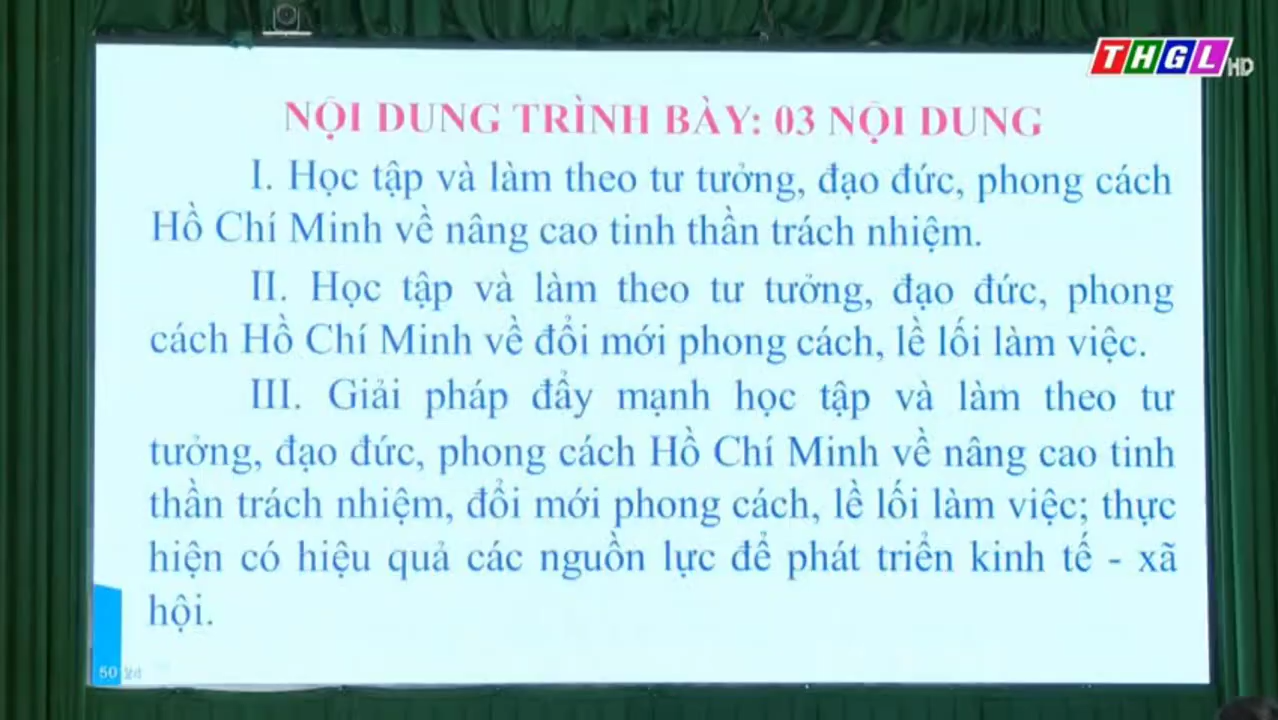 THGL HD
NỘI DUNG TRÌNH BÀY: 03 NỘI DUNG
I. Học tập và làm theo tư tưởng, đạo đức, phong cách
Hồ Chí Minh về nâng cao tinh thần trách nhiệm.
II. Học tập và làm theo tư tưởng, đạo đức, phong
cách Hồ Chí Minh về đổi mới phong cách, lề lối làm việc.
III. Giải pháp đẩy mạnh học tập và làm theo tư
tưởng, đạo đức, phong cách Hồ Chí Minh về nâng cao tinh
thần trách nhiệm, đổi mới phong cách, lề lối làm việc; thực
hiện có hiệu quả các nguồn lực để phát triển kinh tế - xã
hội.